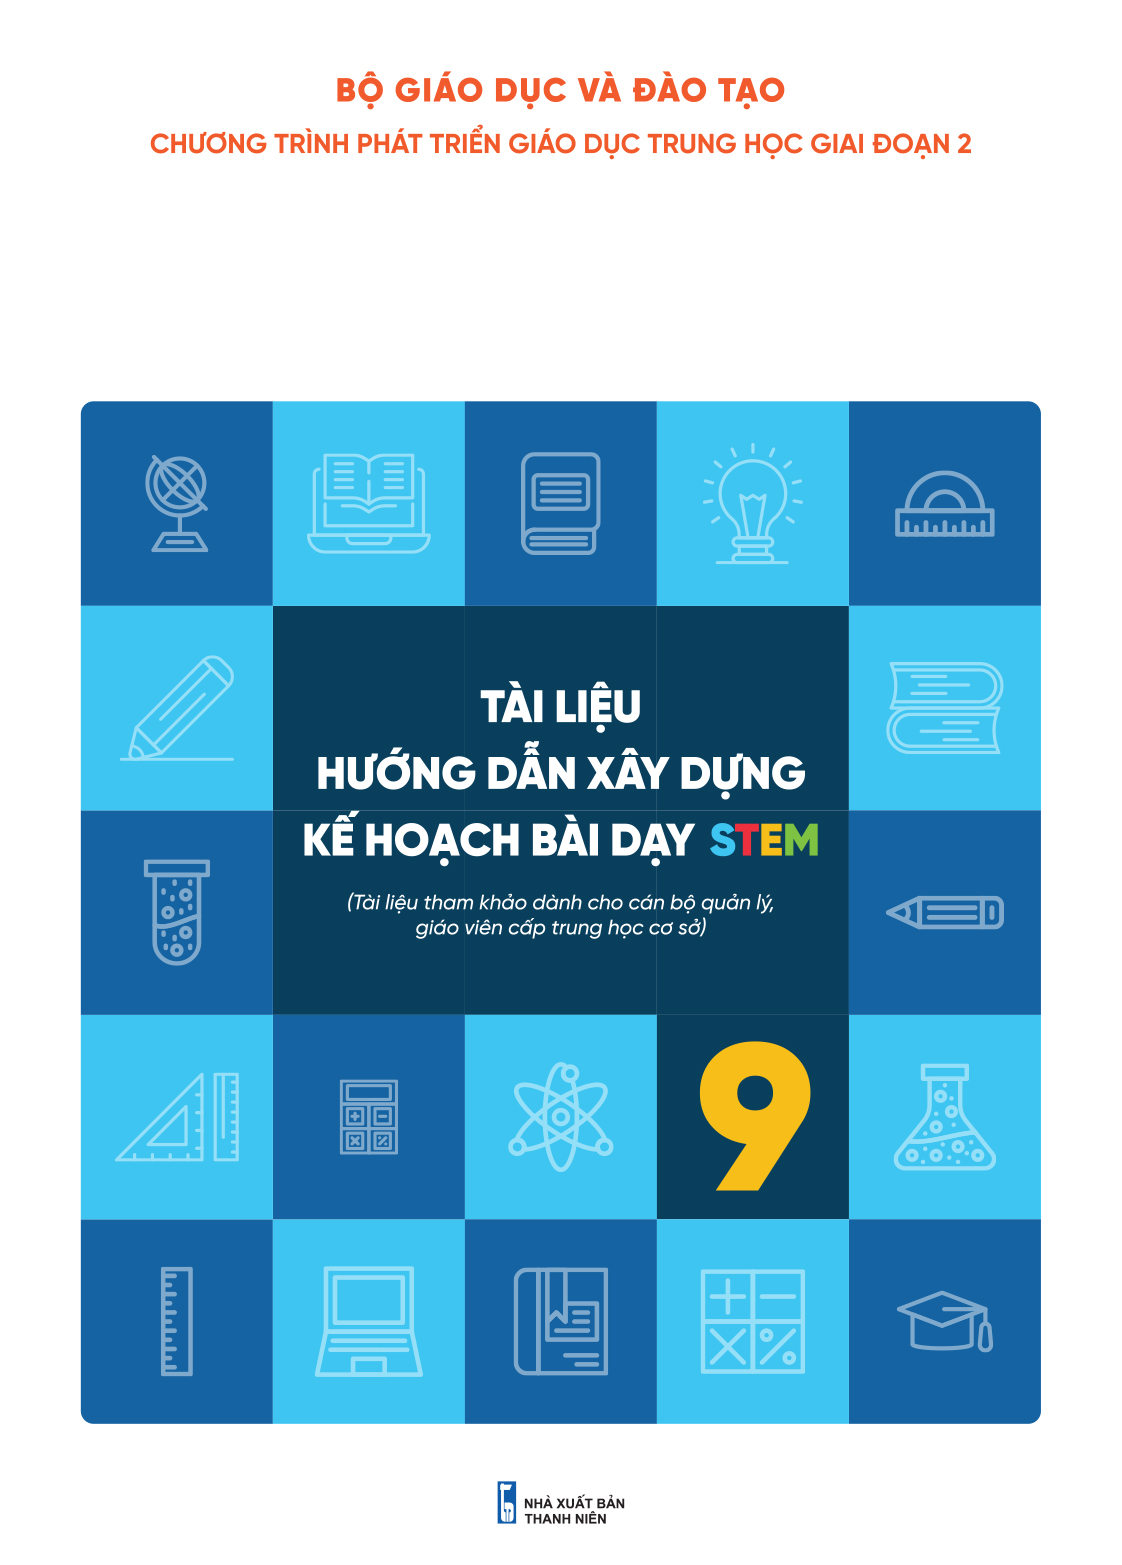 BỘ GIÁO DỤC VÀ ĐÀO TẠO
CHƯƠNG TRÌNH PHÁT TRIỂN GIÁO DỤC TRUNG HỌC GIAI ĐOẠN 2
TÀI LIỆU
HƯỚNG DẪN XÂY DỰNG
KẾ HOẠCH BÀI DẠY STEM
(Tài liệu tham khảo dành cho cán bộ quản lý,
giáo viên cấp trung học cơ sở)
9
NHÀ XUẤT BẢN
THANH NIÊN